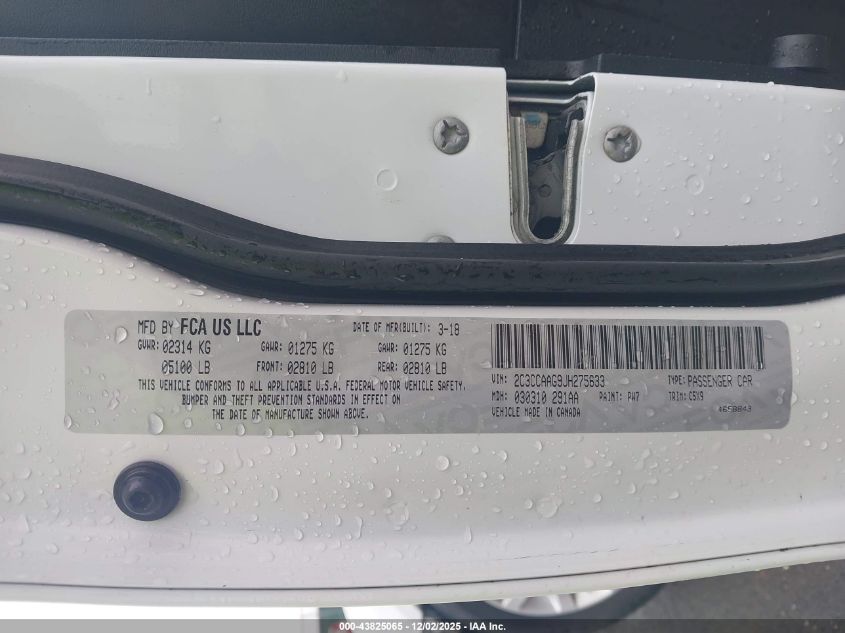 MFD BY FCA US LLC DATE OF MFR(BUILT): 3-18
GVWR: 02314 KG GAWR: 01275 KG GAWR: 01275 KG
05100 LB FRONT: 02810 LB REAR: 02810 LB
THIS VEHICLE CONFORMS TO ALL APPLICABLE U.S.A. FEDERAL MOTOR VEHICLE SAFETY,
BUMPER AND THEFT PREVENTION STANDARDS IN EFFECT ON
THE DATE OF MANUFACTURE SHOWN ABOVE.
VIN: 2C3CCAAG9JH275833 TYPE: PASSENGER CAR
MDH: 030310 291AA PAINT: PW7 TRIM: C5X9
VEHICLE MADE IN CANADA 4658843
000-43825065 - 12/02/2025 - IAA Inc.